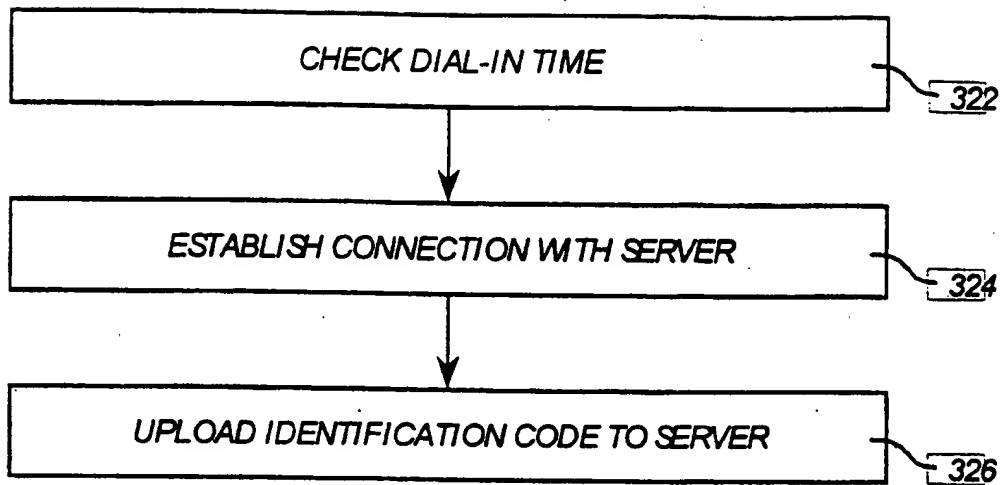 CHECK DIAL-IN TIME
322
ESTABLISH CONNECTION WITH SERVER
324
UPLOAD IDENTIFICATION CODE TO SERVER
326